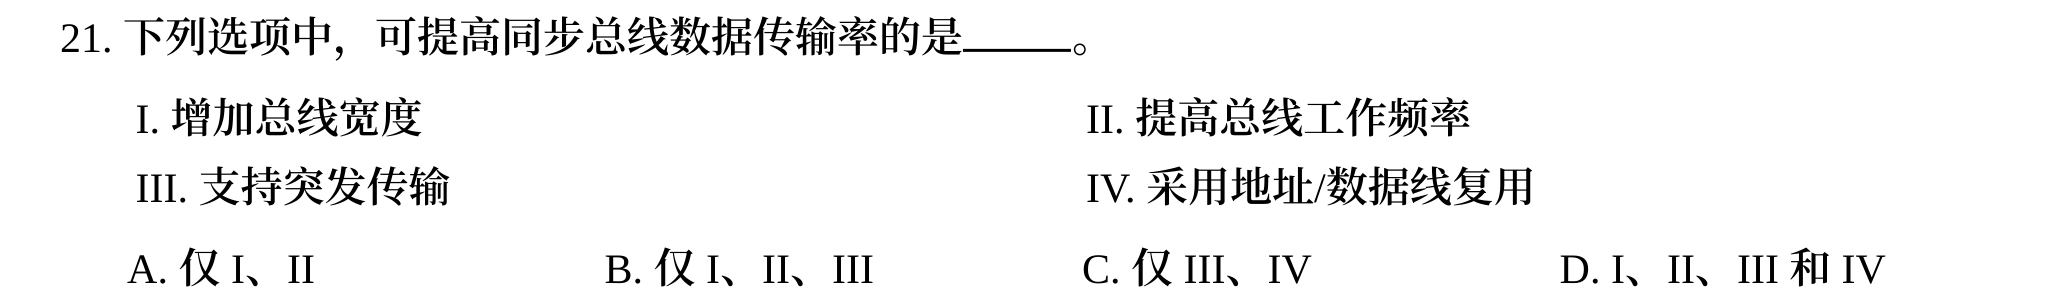 21. 下列选项中，可提高同步总线数据传输率的是_____。
I. 增加总线宽度 II. 提高总线工作频率
III. 支持突发传输 IV. 采用地址/数据线复用
A. 仅 I、II B. 仅 I、II、III C. 仅 III、IV D. I、II、III 和 IV